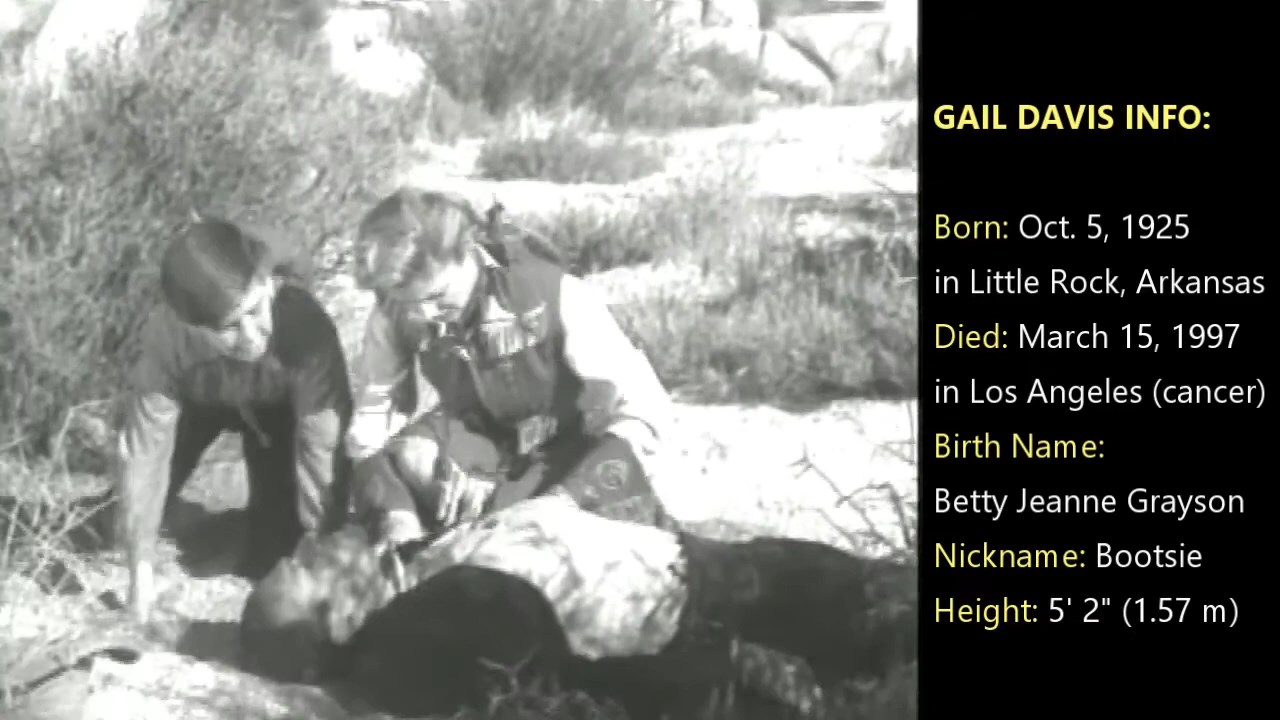 GAIL DAVIS INFO:
Born: Oct. 5, 1925
in Little Rock, Arkansas
Died: March 15, 1997
in Los Angeles (cancer)
Birth Name:
Betty Jeanne Grayson
Nickname: Bootsie
Height: 5' 2" (1.57 m)